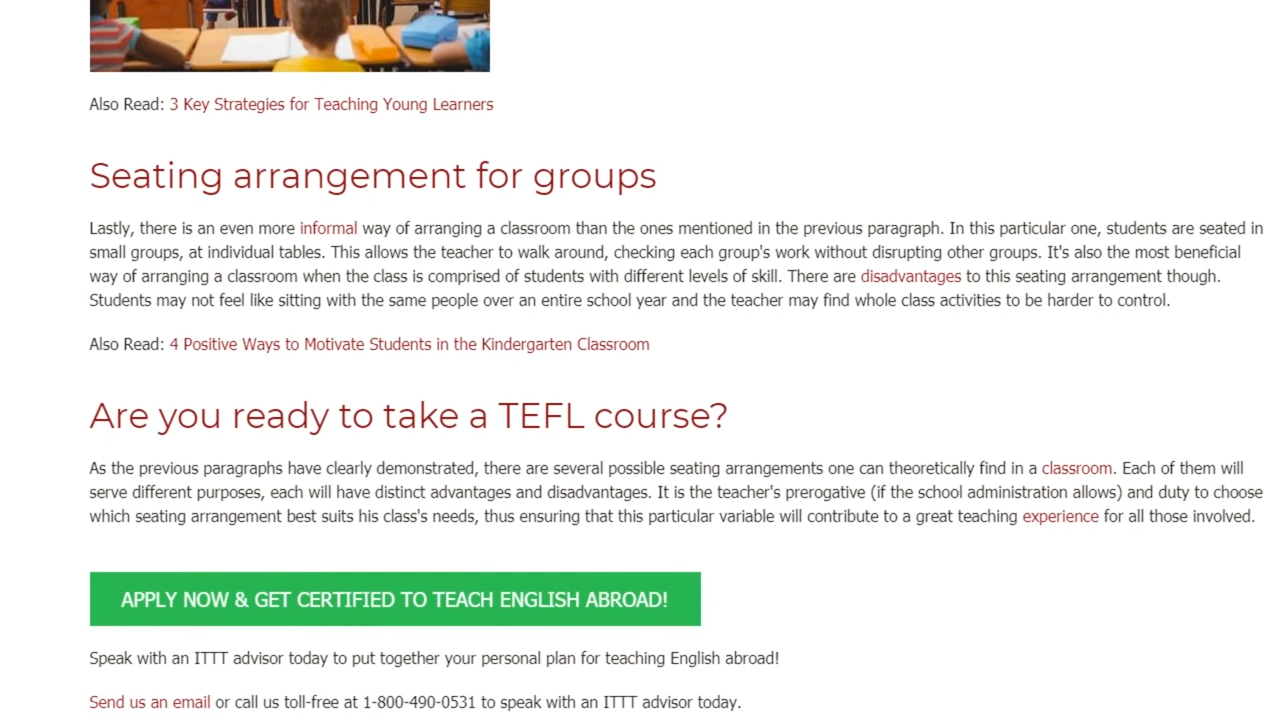 Also Read: 3 Key Strategies for Teaching Young Learners
Seating arrangement for groups
Lastly, there is an even more informal way of arranging a classroom than the ones mentioned in the previous paragraph. In this particular one, students are seated in
small groups, at individual tables. This allows the teacher to walk around, checking each group's work without disrupting other groups. It's also the most beneficial
way of arranging a classroom when the class is comprised of students with different levels of skill. There are disadvantages to this seating arrangement though.
Students may not feel like sitting with the same people over an entire school year and the teacher may find whole class activities to be harder to control.
Also Read: 4 Positive Ways to Motivate Students in the Kindergarten Classroom
Are you ready to take a TEFL course?
As the previous paragraphs have clearly demonstrated, there are several possible seating arrangements one can theoretically find in a classroom. Each of them will
serve different purposes, each will have distinct advantages and disadvantages. It is the teacher's prerogative (if the school administration allows) and duty to choose
which seating arrangement best suits his class's needs, thus ensuring that this particular variable will contribute to a great teaching experience for all those involved.
APPLY NOW & GET CERTIFIED TO TEACH ENGLISH ABROAD!
Speak with an ITTT advisor today to put together your personal plan for teaching English abroad!
Send us an email or call us toll-free at 1-800-490-0531 to speak with an ITTT advisor today.